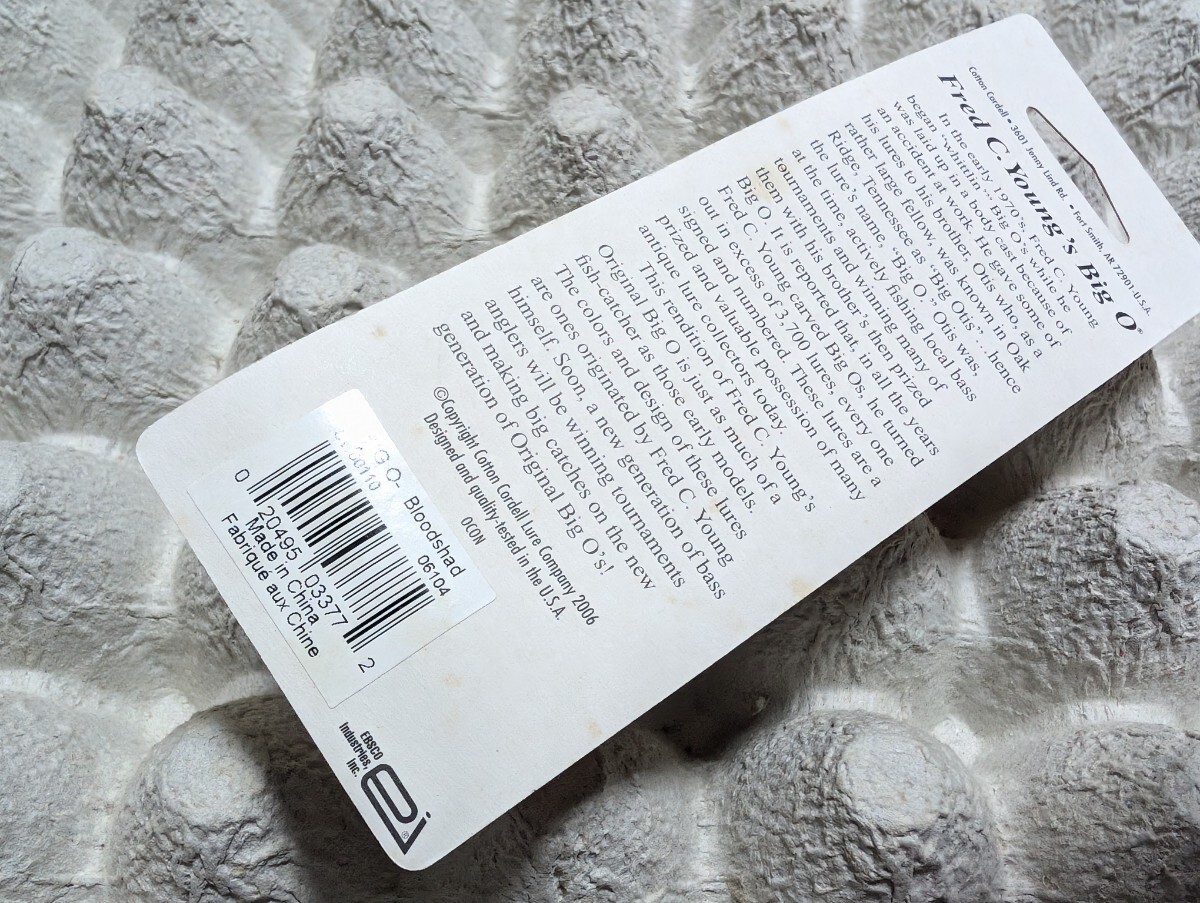 Cotton Cordell • 3601 Jenny Lind Rd. • Fort Smith, AR 72901 U.S.A.
Fred C. Young's Big O®
In the early, 1970's, Fred C. Young
began "whittlin'" Big O's while he
was laid up in a body cast because of
an accident at work. He gave some of
his lures to his brother, Otis who, as a
rather large fellow, was known in Oak
Ridge, Tennessee as "Big Otis"...hence
the lure's name, "Big O." Otis was,
at the time, actively fishing local bass
tournaments and winning many of
them with his brother's then prized
Big O. It is reported that, in all the years
Fred C. Young carved Big Os, he turned
out in excess of 3,700 lures, every one
signed and numbered. These lures are a
prized and valuable possession of many
antique lure collectors today.
This rendition of Fred C. Young's
Original Big O is just as much of a
fish-catcher as those early models.
The colors and design of these lures
are ones originated by Fred C. Young
himself. Soon, a new generation of bass
anglers will be winning tournaments
and making big catches on the new
generation of Original Big O's!
©Copyright Cotton Cordell Lure Company 2006
Designed and quality-tested in the U.S.A.
OCON
G O. Bloodshad
00110 06104
0 20495 03377 2
Made in China
Fabrique aux Chine
EBSCO
Industries,
Inc.
ei®